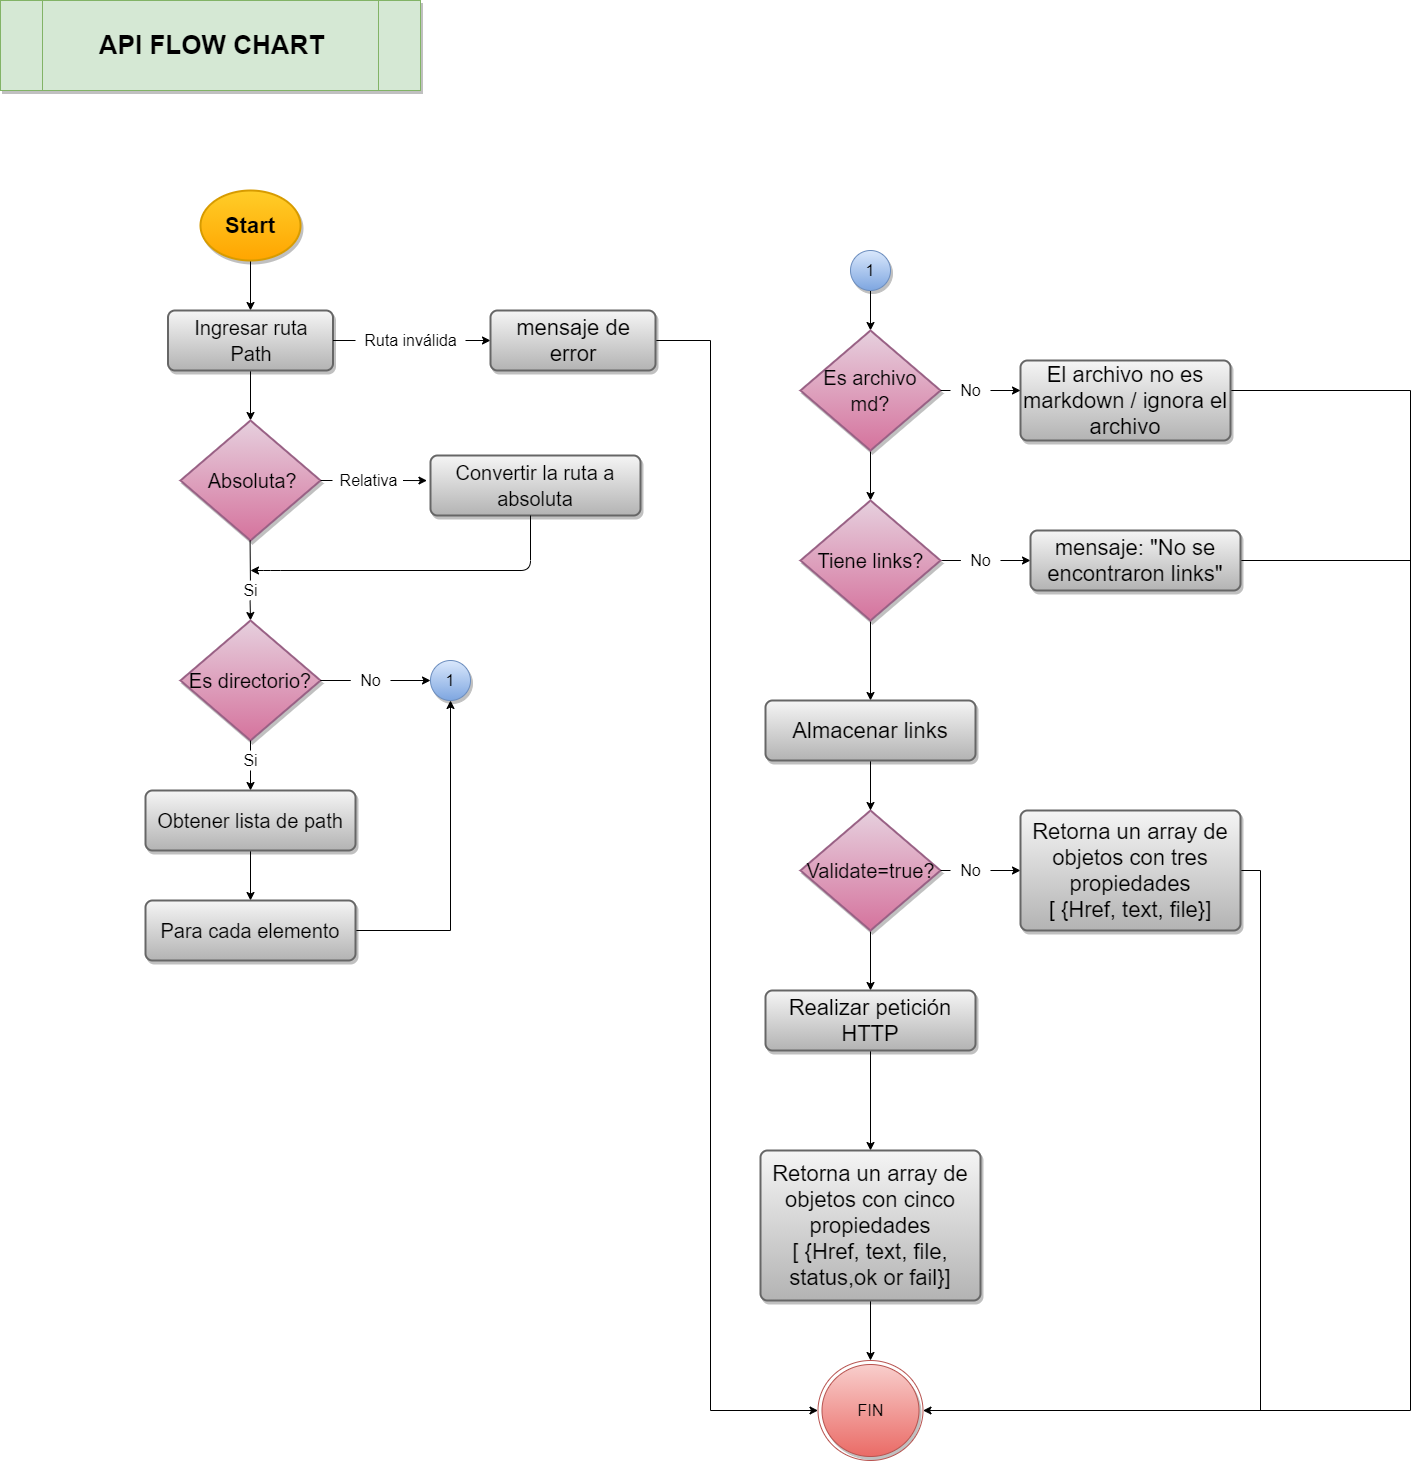 API FLOW CHART
Start
Ingresar ruta
Path
Ruta inválida
mensaje de
error
Absoluta?
Relativa
Convertir la ruta a
absoluta
Si
Es directorio?
No
1
Si
Obtener lista de path
Para cada elemento
1
Es archivo
md?
No
El archivo no es
markdown / ignora el
archivo
Tiene links?
No
mensaje: "No se
encontraron links"
Almacenar links
Validate=true?
No
Retorna un array de
objetos con tres
propiedades
[ {Href, text, file}]
Realizar petición
HTTP
Retorna un array de
objetos con cinco
propiedades
[ {Href, text, file,
status,ok or fail}]
FIN